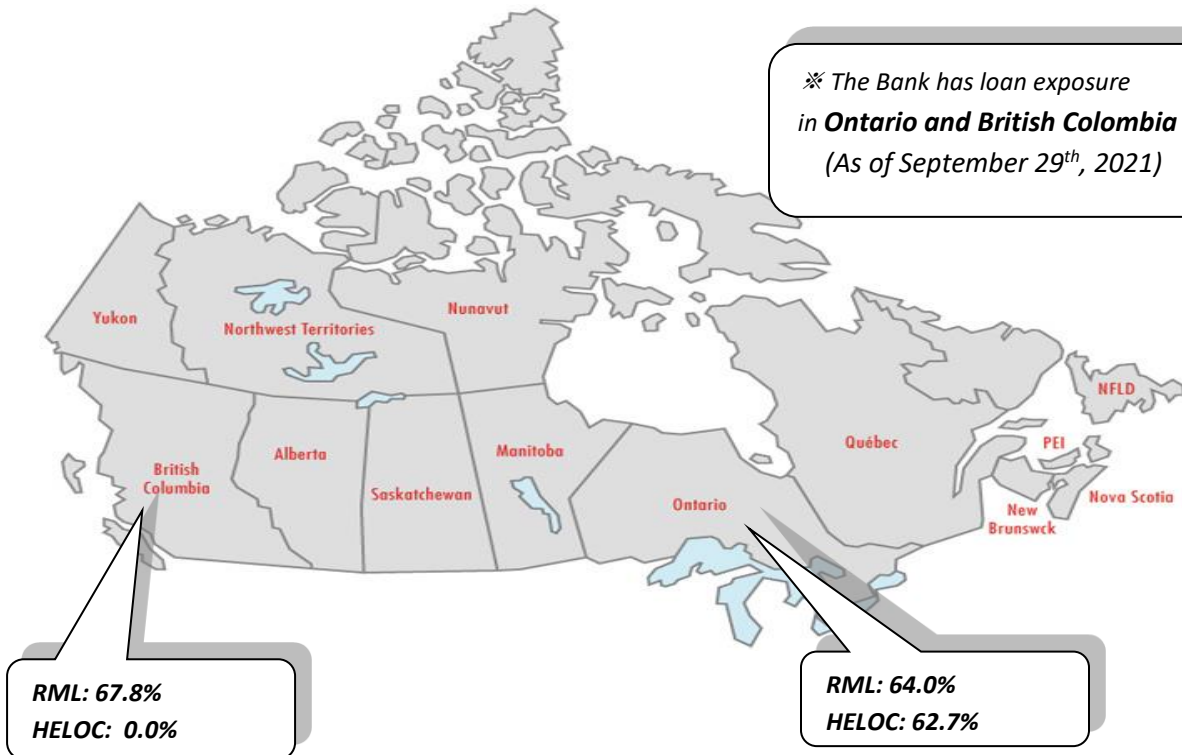 ※ The Bank has loan exposure
in Ontario and British Colombia
(As of September 29th, 2021)
Yukon
Northwest Territories
Nunavut
British
Columbia
Alberta
Saskatchewan
Manitoba
Ontario
Québec
NFLD
PEI
New
Brunswck
Nova Scotia
RML: 67.8%
HELOC: 0.0%
RML: 64.0%
HELOC: 62.7%